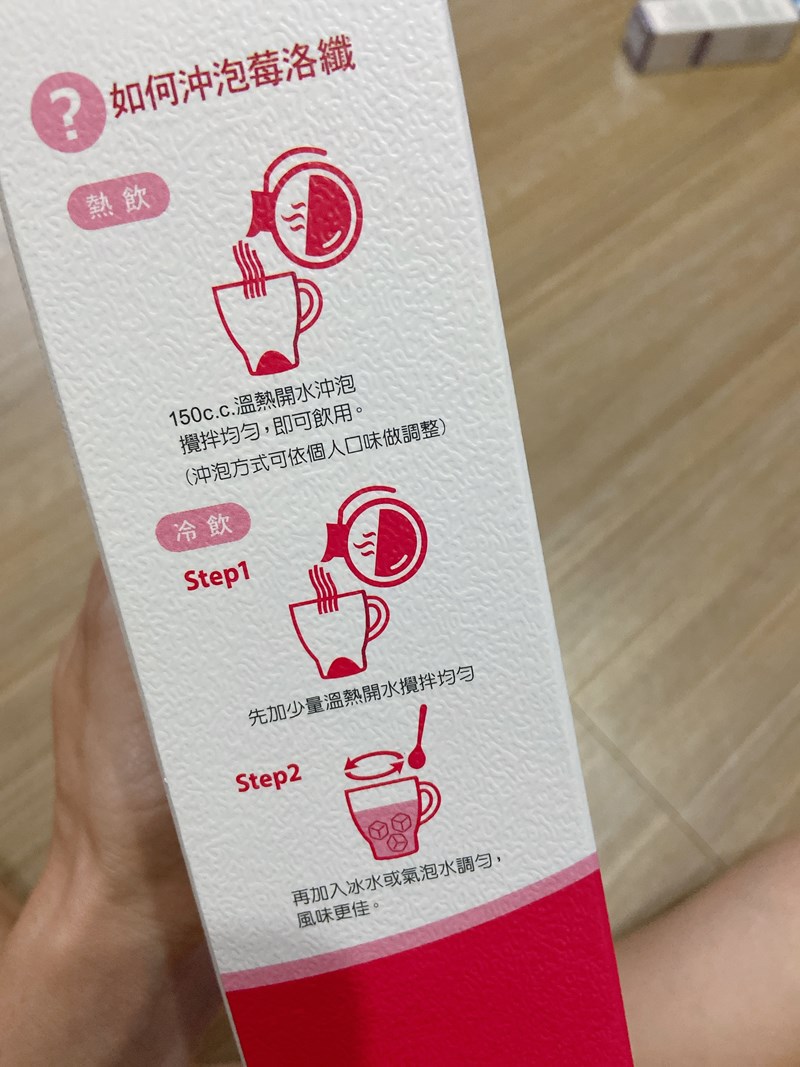 ?
如何沖泡莓洛纖
熱飲
150c.c.溫熱開水沖泡
攪拌均勻，即可飲用。
（沖泡方式可依個人口味做調整）
冷飲
Step1
先加少量溫熱開水攪拌均勻
Step2
再加入冰水或氣泡水調勻，
風味更佳。